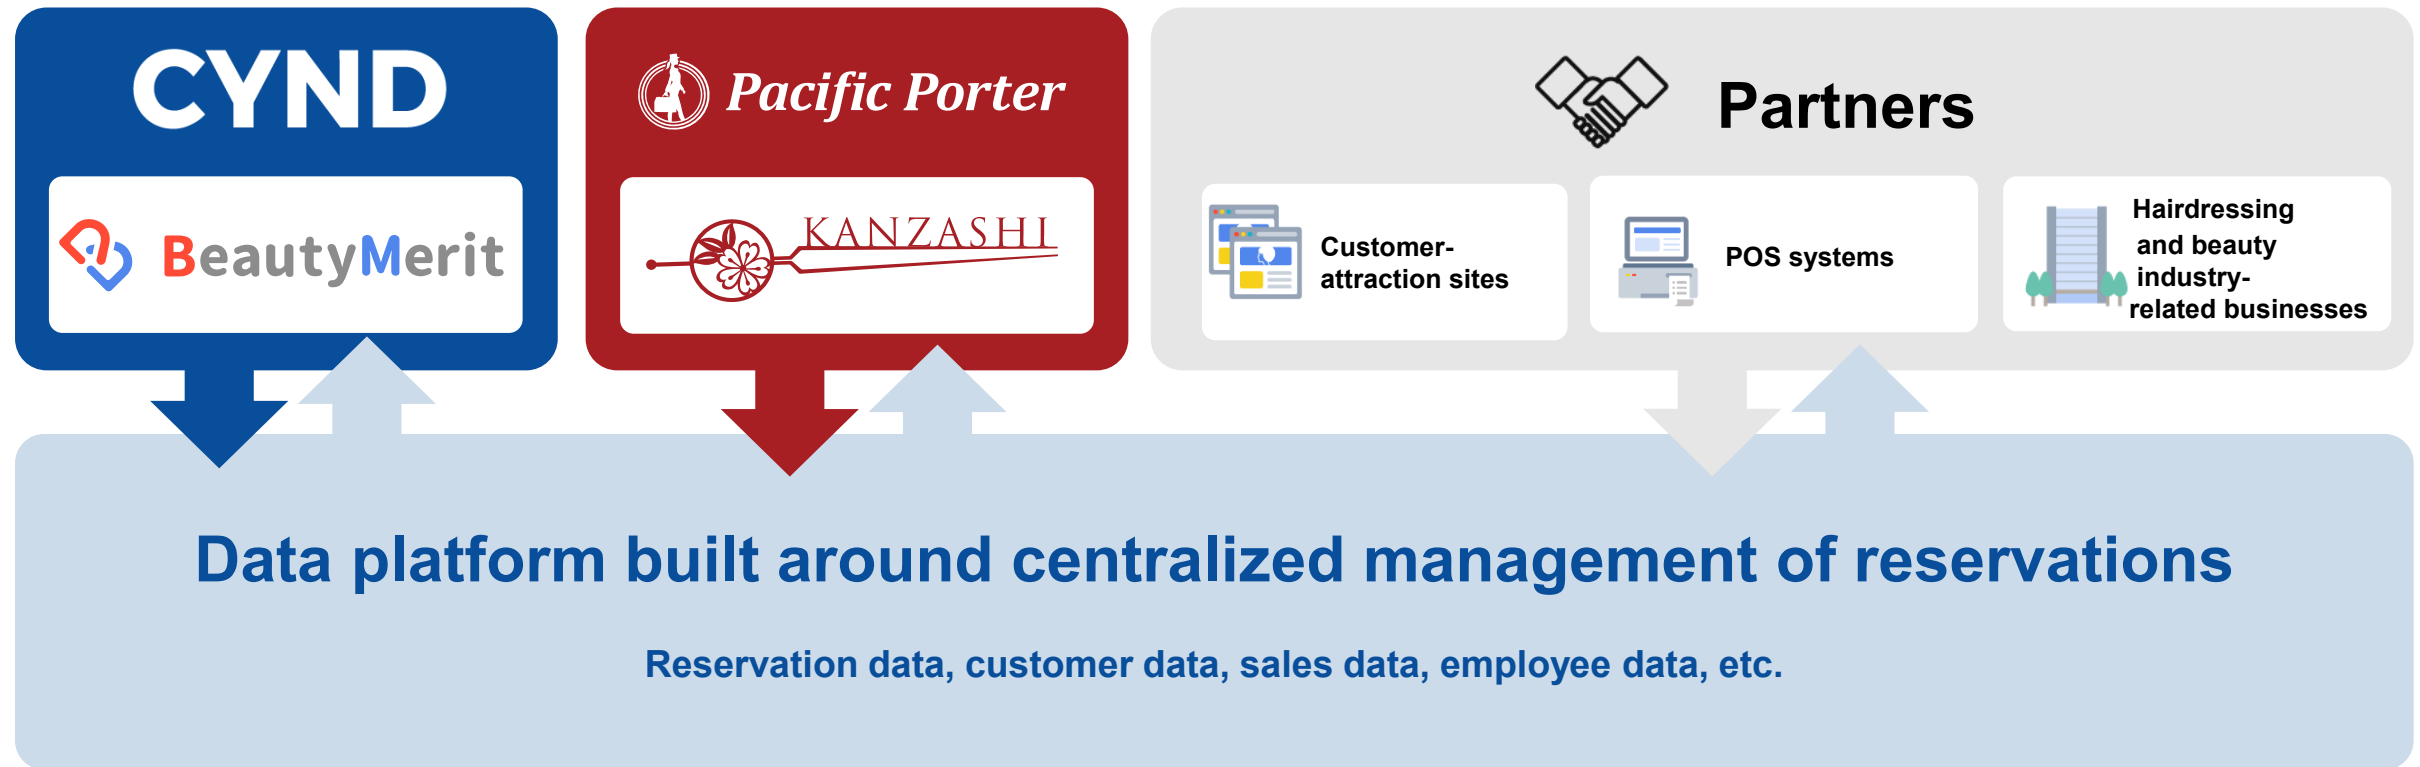 CYND
BeautyMerit
Pacific Porter
KANZASHI
Partners
Customer-
attraction sites
POS systems
Hairdressing
and beauty
industry-
related businesses
Data platform built around centralized management of reservations
Reservation data, customer data, sales data, employee data, etc.